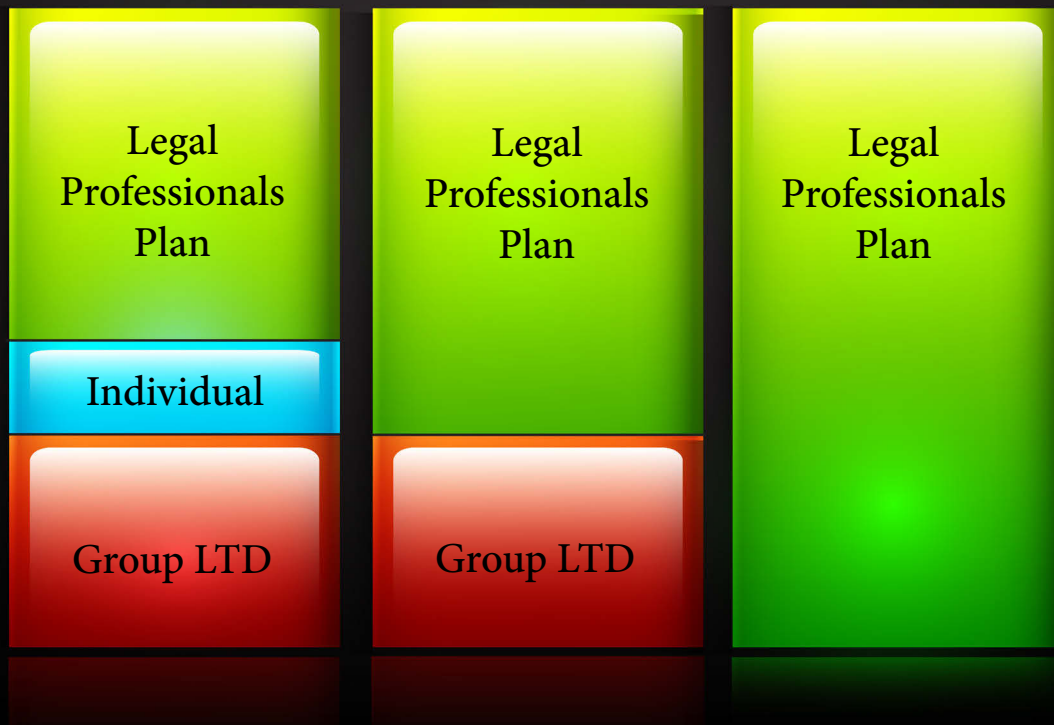 Legal
Professionals
Plan
Individual
Group LTD
Legal
Professionals
Plan
Group LTD
Legal
Professionals
Plan